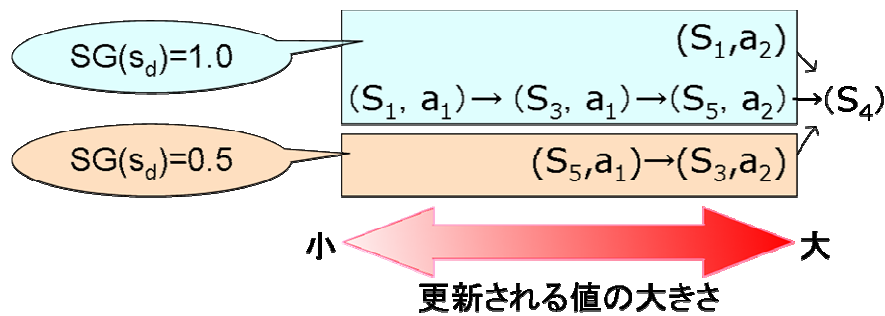 SG(s_d)=1.0
(S_1,a_2)
(S_1, a_1)→(S_3, a_1)→(S_5, a_2)→(S_4)
SG(s_d)=0.5
(S_5,a_1)→(S_3,a_2)
小 大
更新される値の大きさ